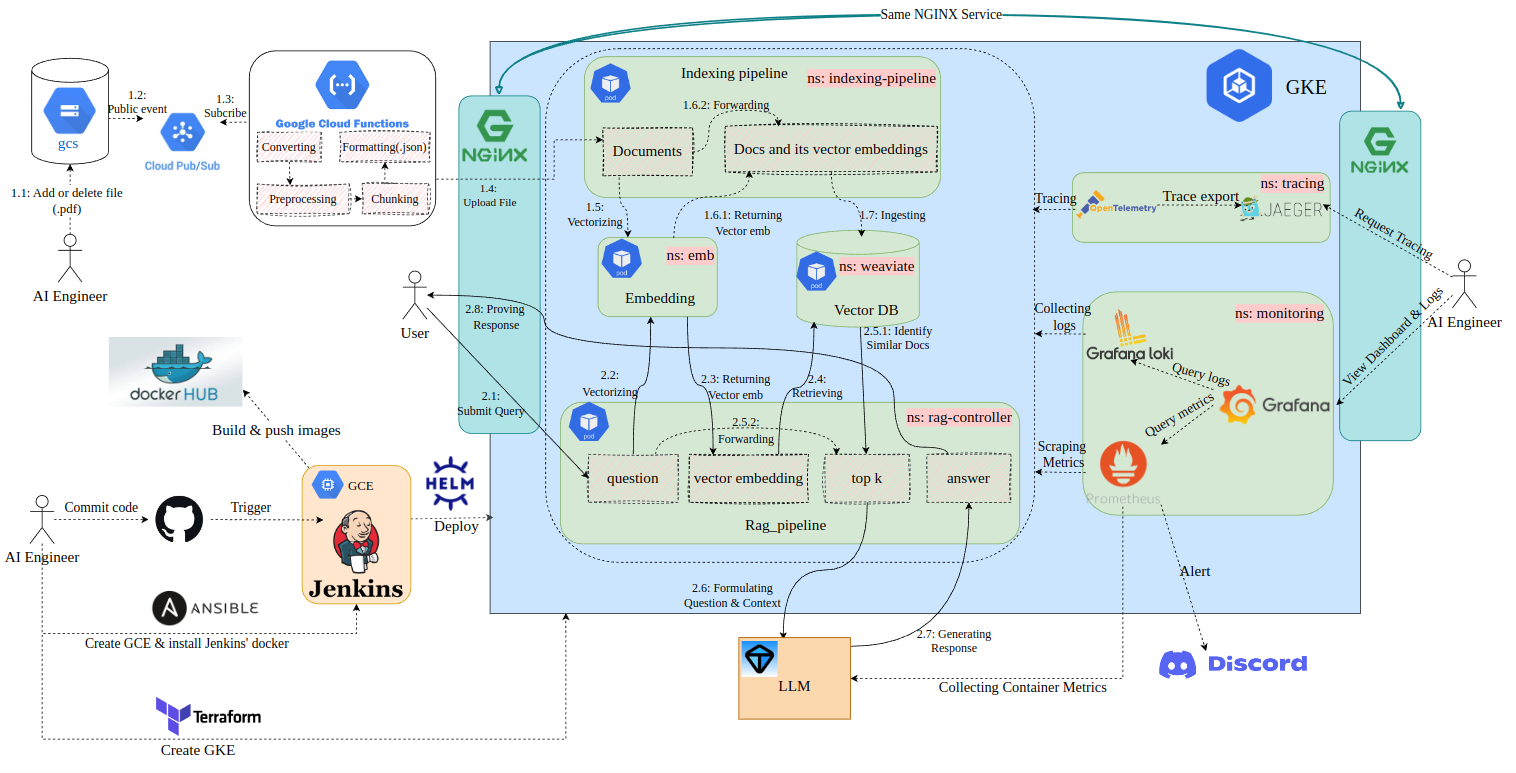 Same NGINX Service
1.2:
Public event
1.3:
Subcribe
gcs
Cloud Pub/Sub
Google Cloud Functions
Converting
Formatting(.json)
Preprocessing
Chunking
1.1: Add or delete file
(.pdf)
AI Engineer
NGINX
1.4:
Upload File
Indexing pipeline
ns: indexing-pipeline
pod
1.6.2: Forwarding
Documents
Docs and its vector embeddings
1.5:
Vectorizing
1.6.1: Returning
Vector emb
1.7: Ingesting
pod
ns: emb
Embedding
pod
ns: weaviate
Vector DB
GKE
NGINX
ns: tracing
Tracing
OpenTelemetry
Trace export
JAEGER
Request Tracing
AI Engineer
View Dashboard & Logs
Collecting
logs
ns: monitoring
Grafana loki
Query logs
Grafana
Query metrics
Scraping
Metrics
Prometheus
User
2.8: Proving
Response
2.1:
Submit Query
2.2:
Vectorizing
2.3: Returning
Vector emb
2.4:
Retrieving
2.5.1: Identify
Similar Docs
pod
ns: rag-controller
2.5.2:
Forwarding
question
vector embedding
top k
answer
Rag_pipeline
docker HUB
Build & push images
GCE
Jenkins
HELM
Deploy
Commit code
Trigger
AI Engineer
ANSIBLE
Create GCE & install Jenkins' docker
Terraform
Create GKE
2.6: Formulating
Question & Context
2.7: Generating
Response
LLM
Collecting Container Metrics
Alert
Discord